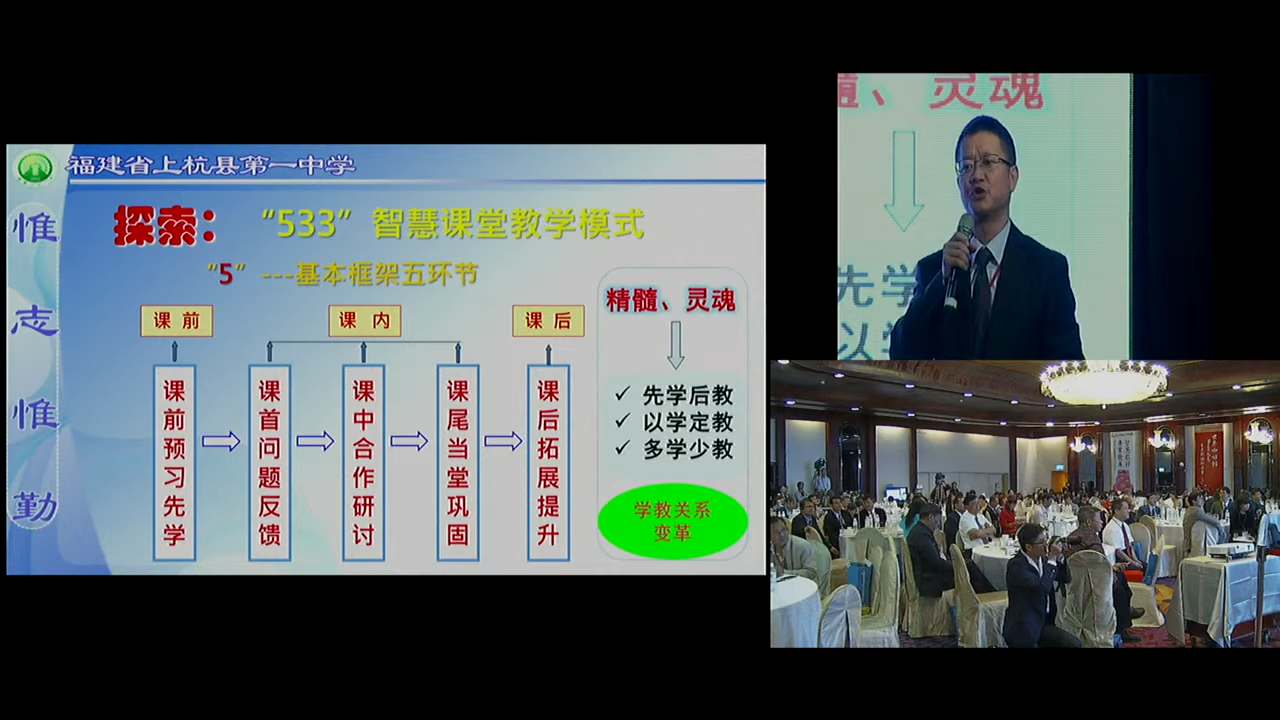 福建省上杭县第一中学
惟
志
惟
勤
探索： “533”智慧课堂教学模式
“5”---基本框架五环节
课 前
课 内
课 后
课前预习先学
课首问题反馈
课中合作研讨
课尾当堂巩固
课后拓展提升
精髓、灵魂
✓ 先学后教
✓ 以学定教
✓ 多学少教
学教关系
变革
髓、灵魂
先学
以学